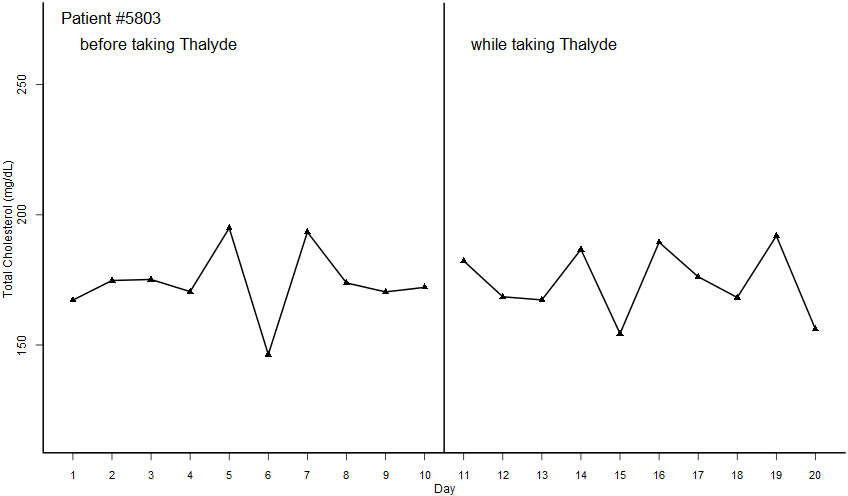 Patient #5803
before taking Thalyde
while taking Thalyde
Total Cholesterol (mg/dL)
250
200
150
1 2 3 4 5 6 7 8 9 10 11 12 13 14 15 16 17 18 19 20
Day